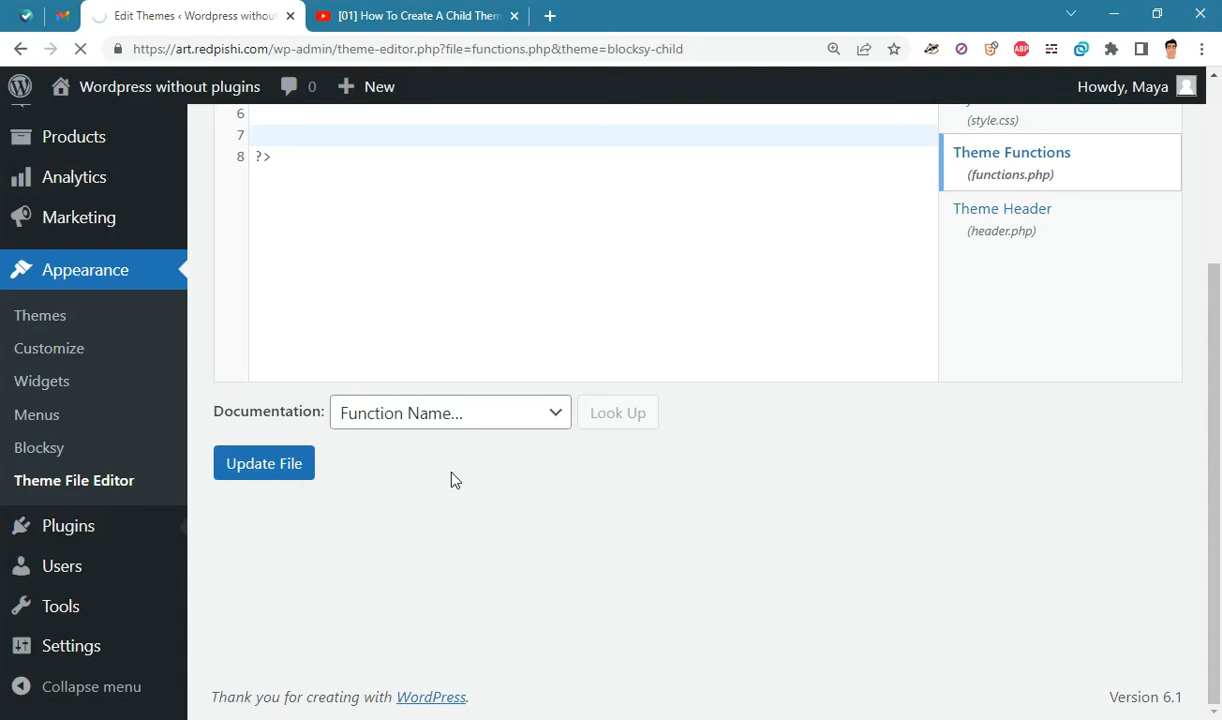 Edit Themes ‹ Wordpress withou
[01] How To Create A Child Them
https://art.redpishi.com/wp-admin/theme-editor.php?file=functions.php&theme=blocksy-child
ABP
Wordpress without plugins
0
New
Howdy, Maya
Products
Analytics
Marketing
Appearance
Themes
Customize
Widgets
Menus
Blocksy
Theme File Editor
Plugins
Users
Tools
Settings
Collapse menu
6
7
8 ?>
(style.css)
Theme Functions
(functions.php)
Theme Header
(header.php)
Documentation: Function Name... Look Up
Update File
Thank you for creating with WordPress.
Version 6.1